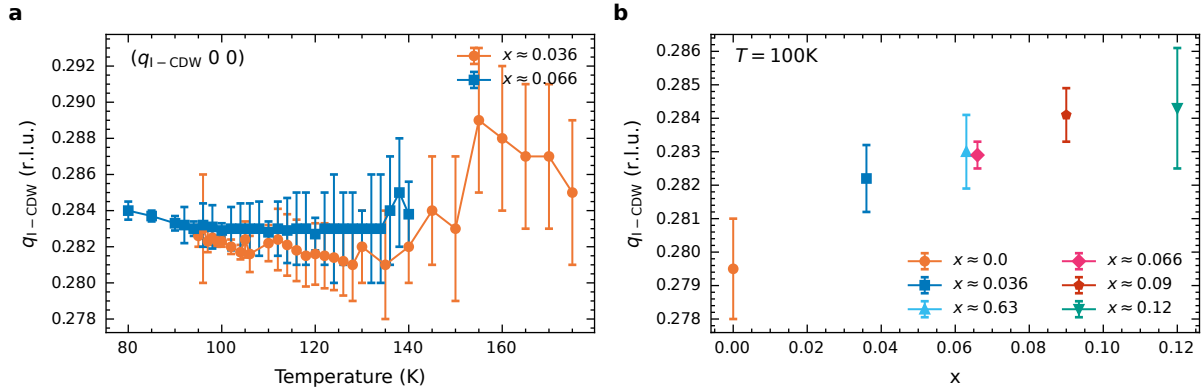 a
(q_I−CDW 0 0)
x ≈ 0.036
x ≈ 0.066
0.292
0.290
0.288
0.286
0.284
0.282
0.280
0.278
q_I−CDW (r.l.u.)
80
100
120
140
160
Temperature (K)
b
T = 100K
0.286
0.285
0.284
0.283
0.282
0.281
0.280
0.279
0.278
q_I−CDW (r.l.u.)
x ≈ 0.0
x ≈ 0.036
x ≈ 0.63
x ≈ 0.066
x ≈ 0.09
x ≈ 0.12
0.00
0.02
0.04
0.06
0.08
0.10
0.12
x